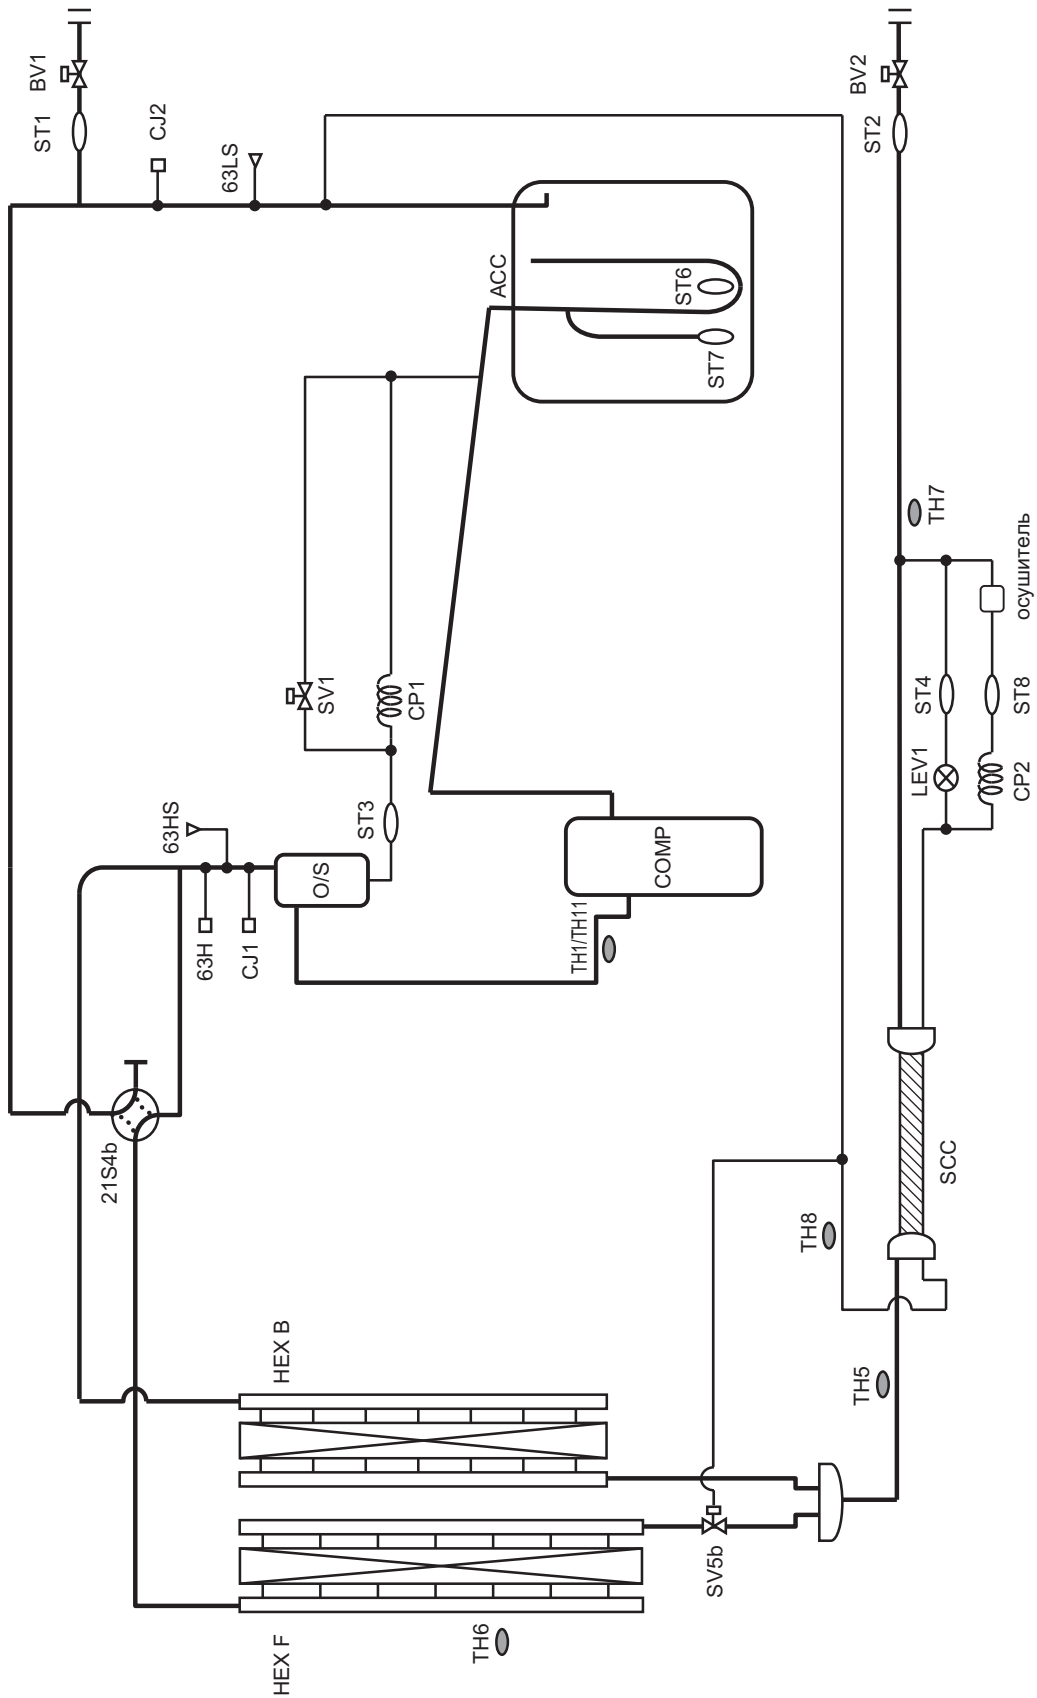 BV1
ST1
CJ2
63LS
BV2
ST2
ACC
ST6
ST7
TH7
осушитель
SV1
CP1
ST4
ST8
LEV1
CP2
63HS
ST3
O/S
COMP
63H
CJ1
TH1/TH11
21S4b
SCC
TH8
HEX B
TH5
SV5b
HEX F
TH6